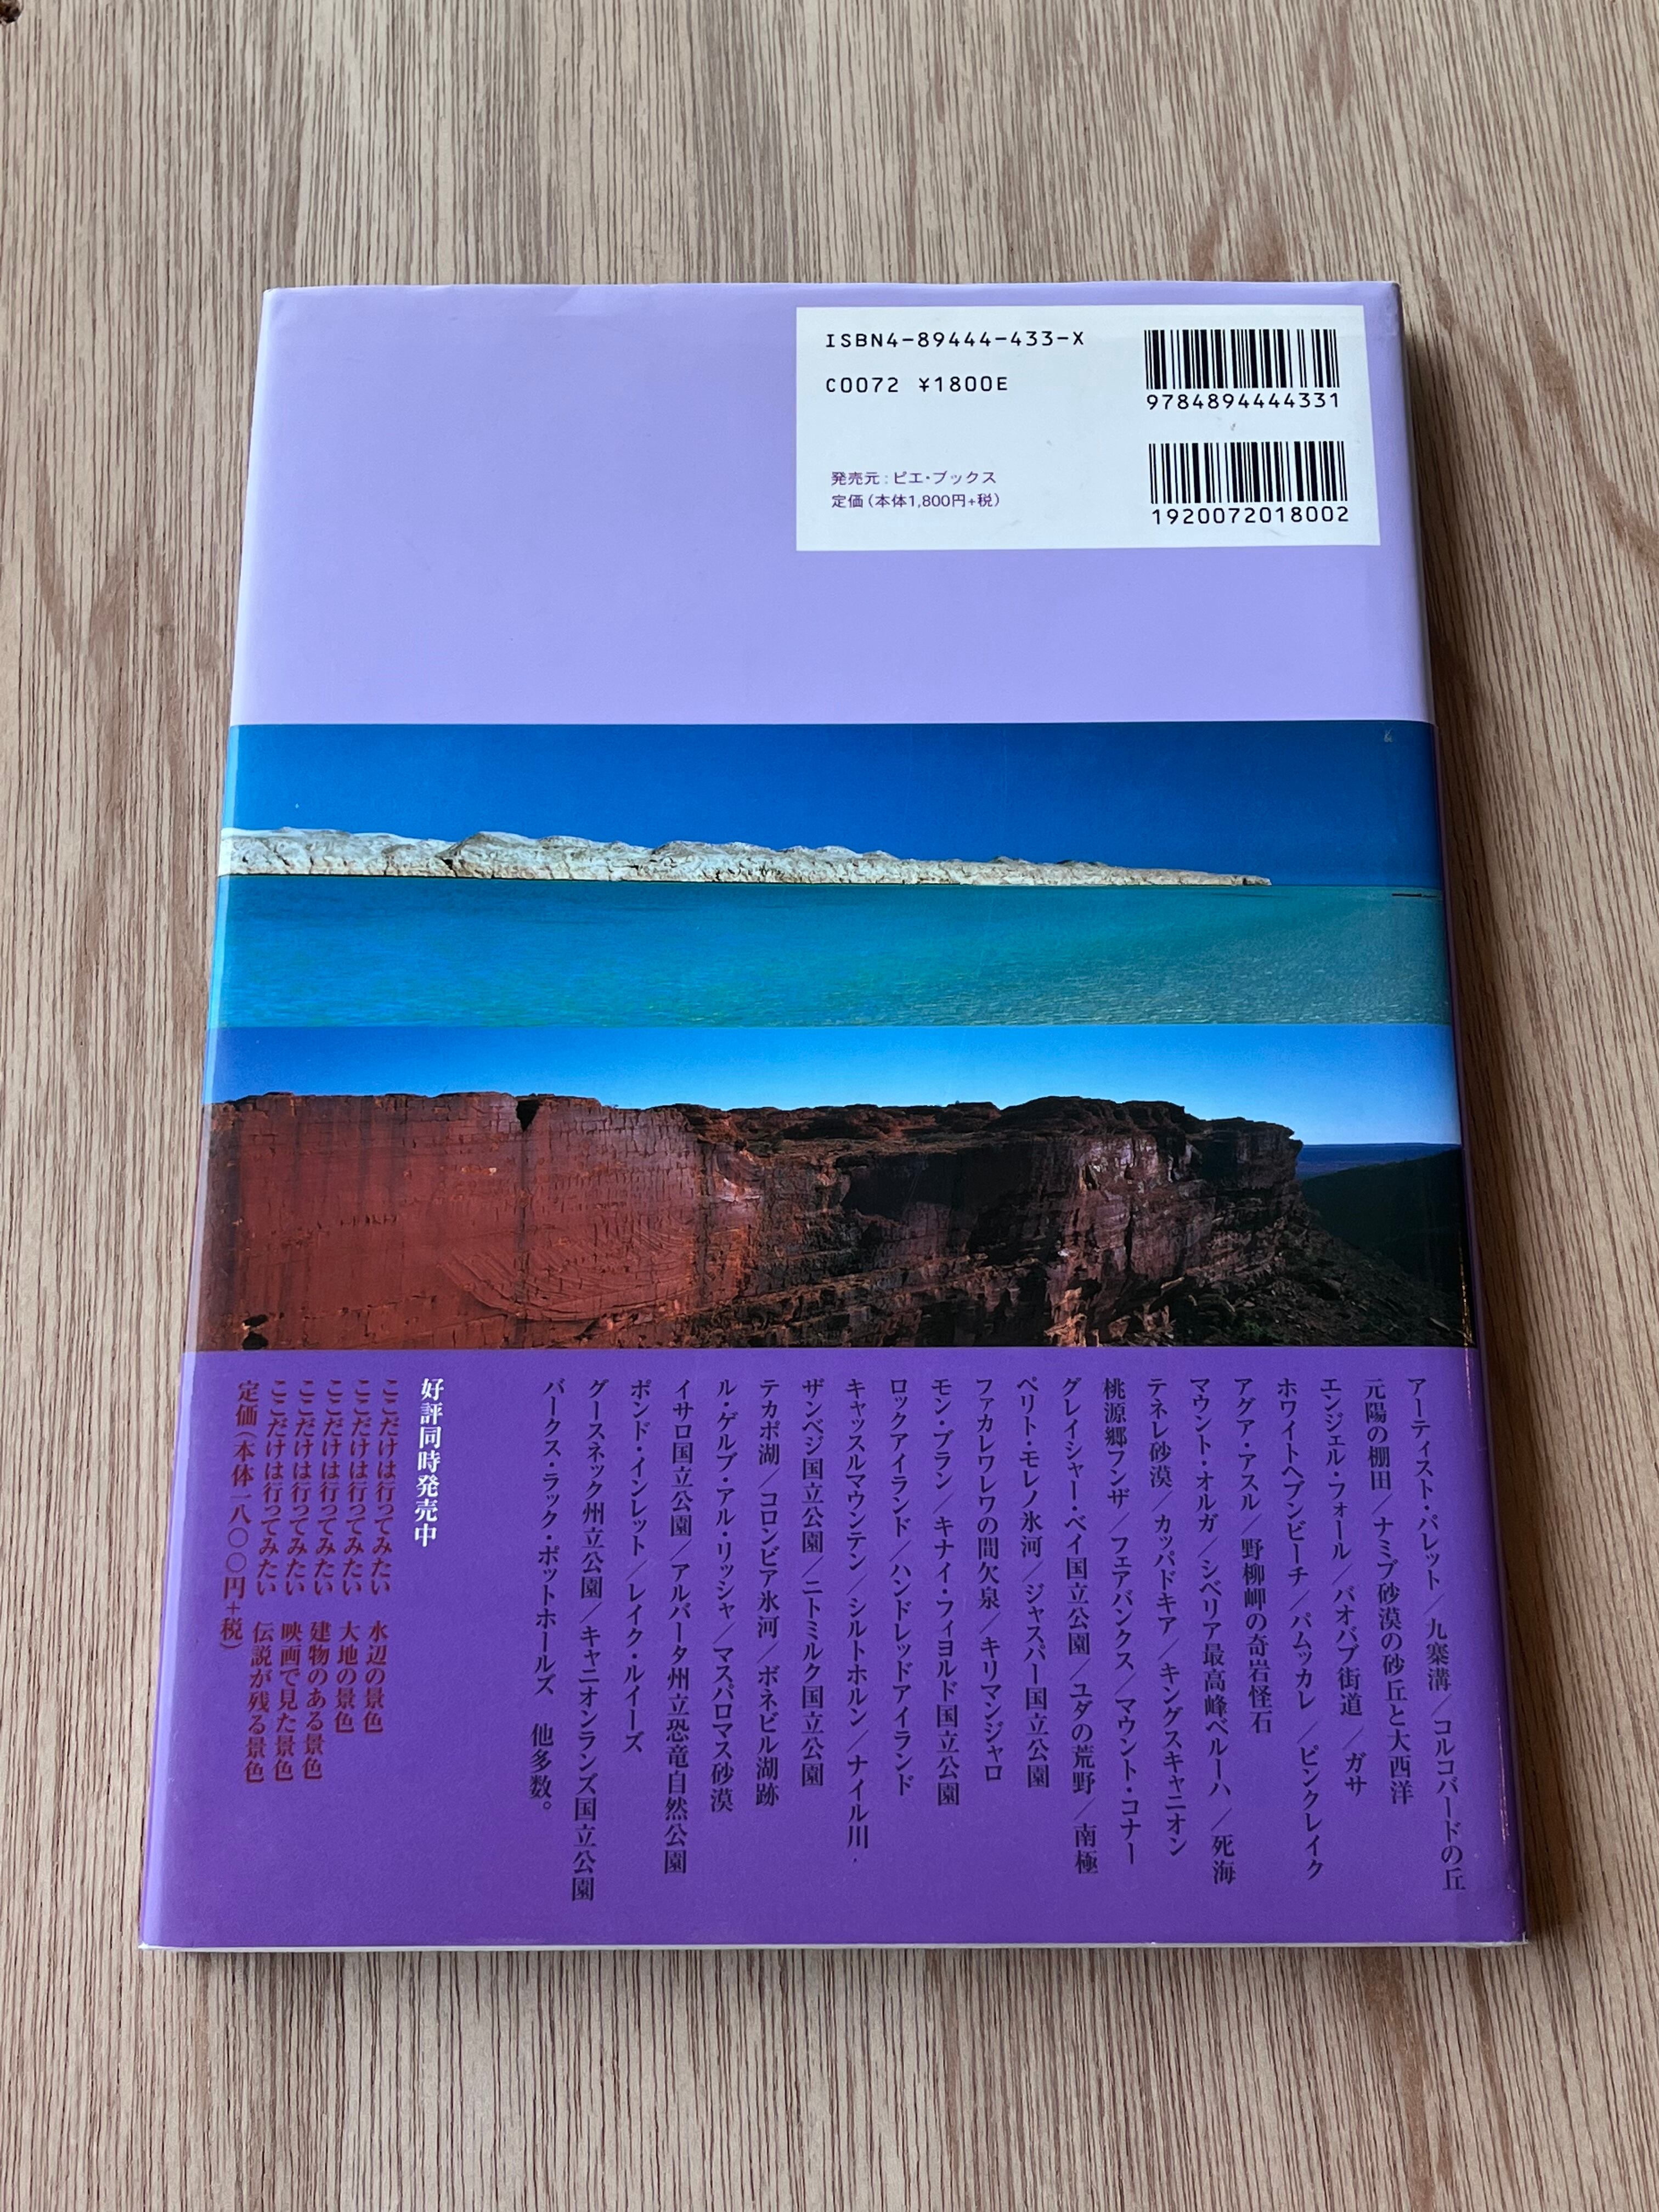 ISBN4-89444-433-X
C0072 ¥1800E
9784894444331
発売元:ピエ・ブックス
定価(本体1,800円+税)
1920072018002
アーティスト・パレット/九寨溝/コルコバードの丘
元陽の棚田/ナミブ砂漠の砂丘と大西洋
エンジェル・フォール/バオバブ街道/ガサ
ホワイトヘブンビーチ/パムッカレ/ピンクレイク
アグア・アスル/野柳岬の奇岩怪石
マウント・オルガ/シベリア最高峰ベルーハ/死海
テネレ砂漠/カッパドキア/キングスキャニオン
桃源郷フンザ/フェアバンクス/マウント・コナー
グレイシャー・ベイ国立公園/ユダの荒野/南極
ペリト・モレノ氷河/ジャスパー国立公園
ファカレワレワの間欠泉/キリマンジャロ
モン・ブラン/キナイ・フィヨルド国立公園
ロックアイランド/ハンドレッドアイランド
キャッスルマウンテン/シルトホルン/ナイル川
ザンベジ国立公園/ニトミルク国立公園
テカポ湖/コロンビア氷河/ボネビル湖跡
ル・ゲルブ・アル・リッシャ/マスパロマス砂漠
イサロ国立公園/アルバータ州立恐竜自然公園
ポンド・インレット/レイク・ルイーズ
グースネック州立公園/キャニオンランズ国立公園
バークス・ラック・ポットホールズ 他多数。
好評同時発売中
ここだけは行ってみたい 水辺の景色
ここだけは行ってみたい 大地の景色
ここだけは行ってみたい 建物のある景色
ここだけは行ってみたい 映画で見た景色
ここだけは行ってみたい 伝説が残る景色
定価(本体一八〇〇円+税)